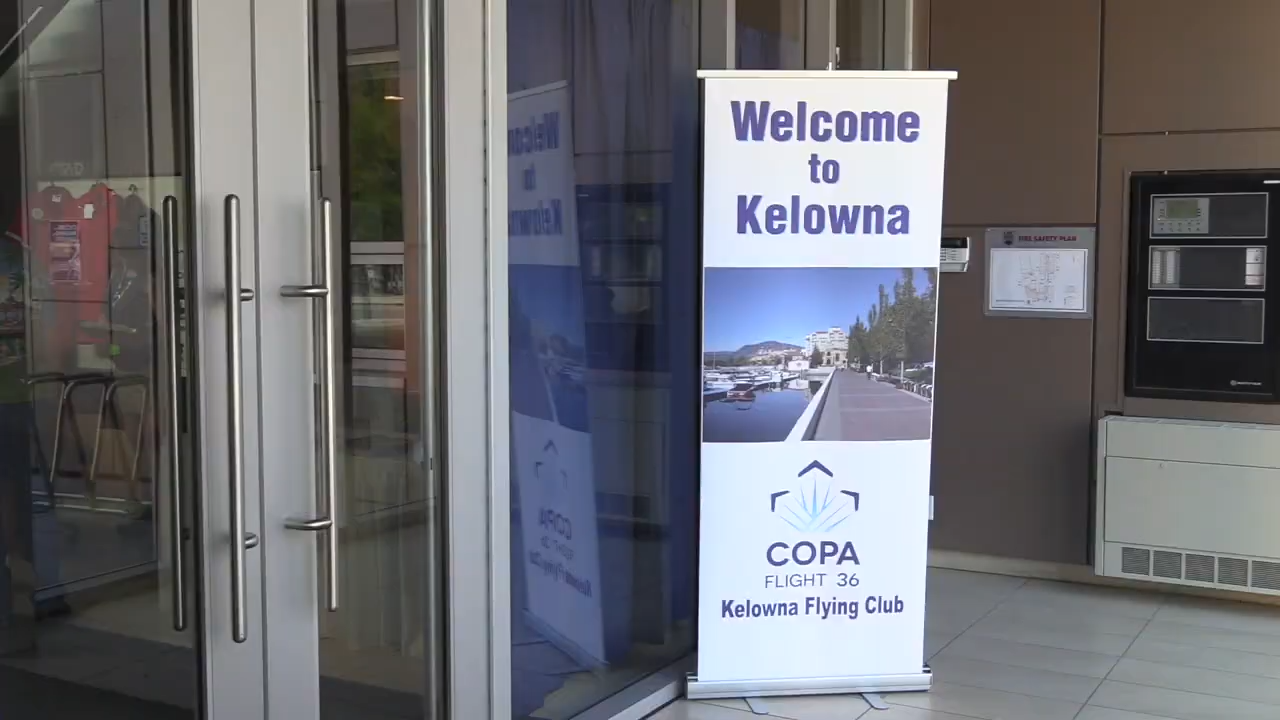 Welcome
to
Kelowna
COPA
FLIGHT 36
Kelowna Flying Club
FIRE SAFETY PLAN